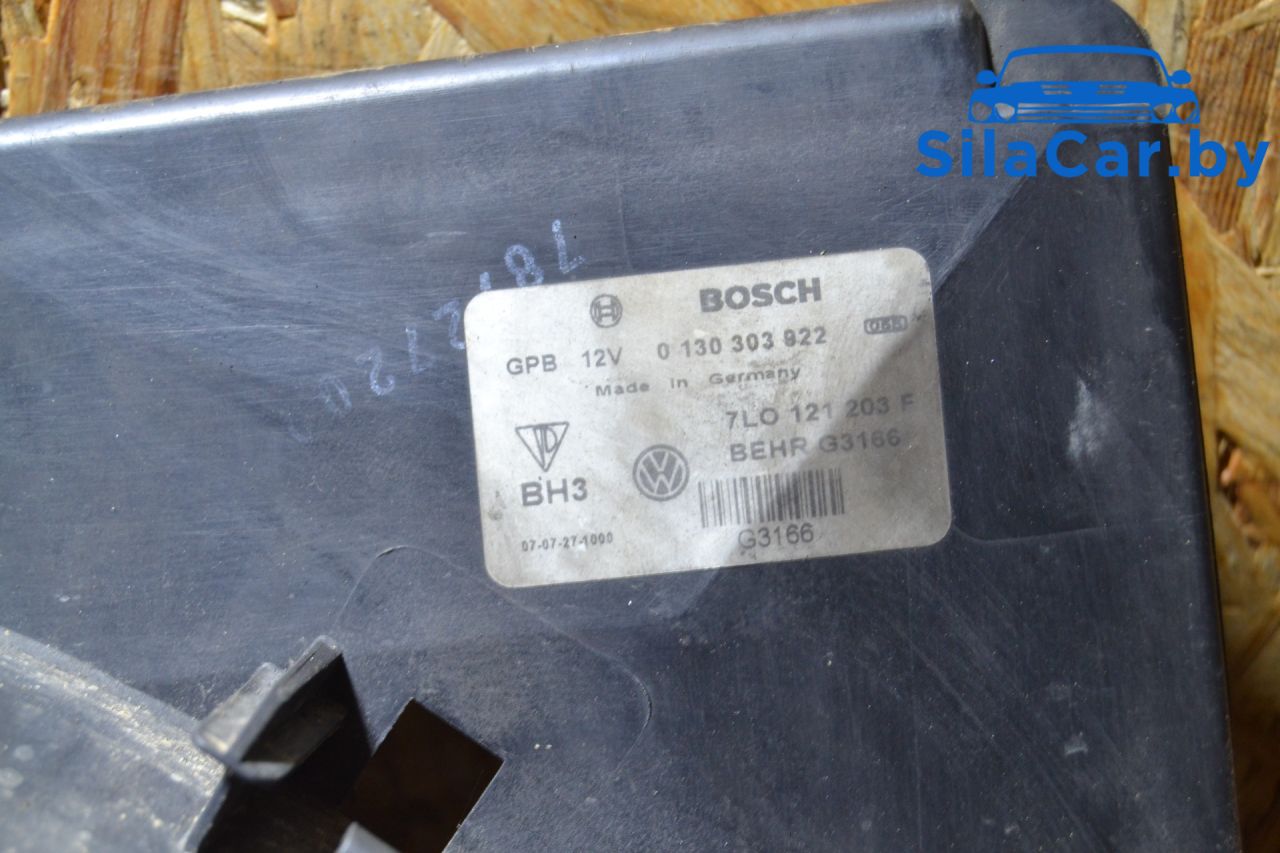 SilaCar.by
BOSCH
GPB 12V 0 130 303 922
Made in Germany
7LO 121 203 F
BEHR G3166
BH3
07-07-27-1000
G3166